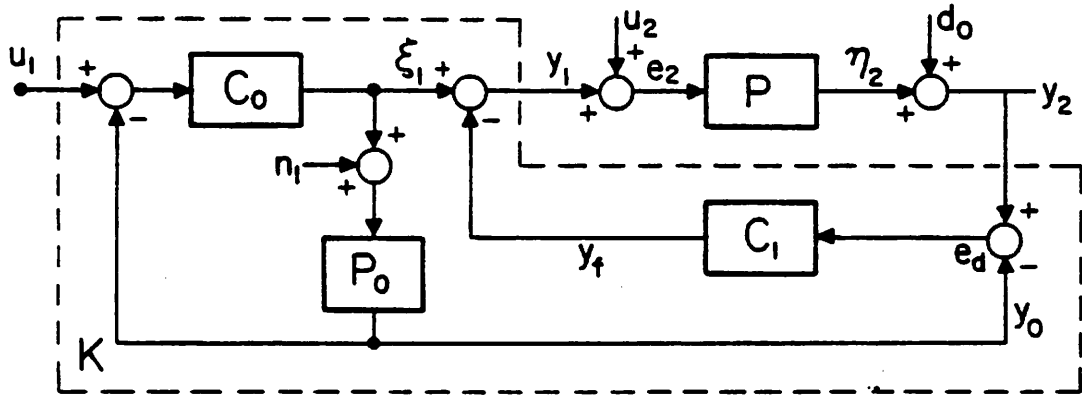 u₁ + − C₀ ξ₁ + − y₁ u₂ + + e₂ P η₂ d₀ + + y₂
n₁ + +
P₀
C₁
y_f
e_d + −
y₀
K